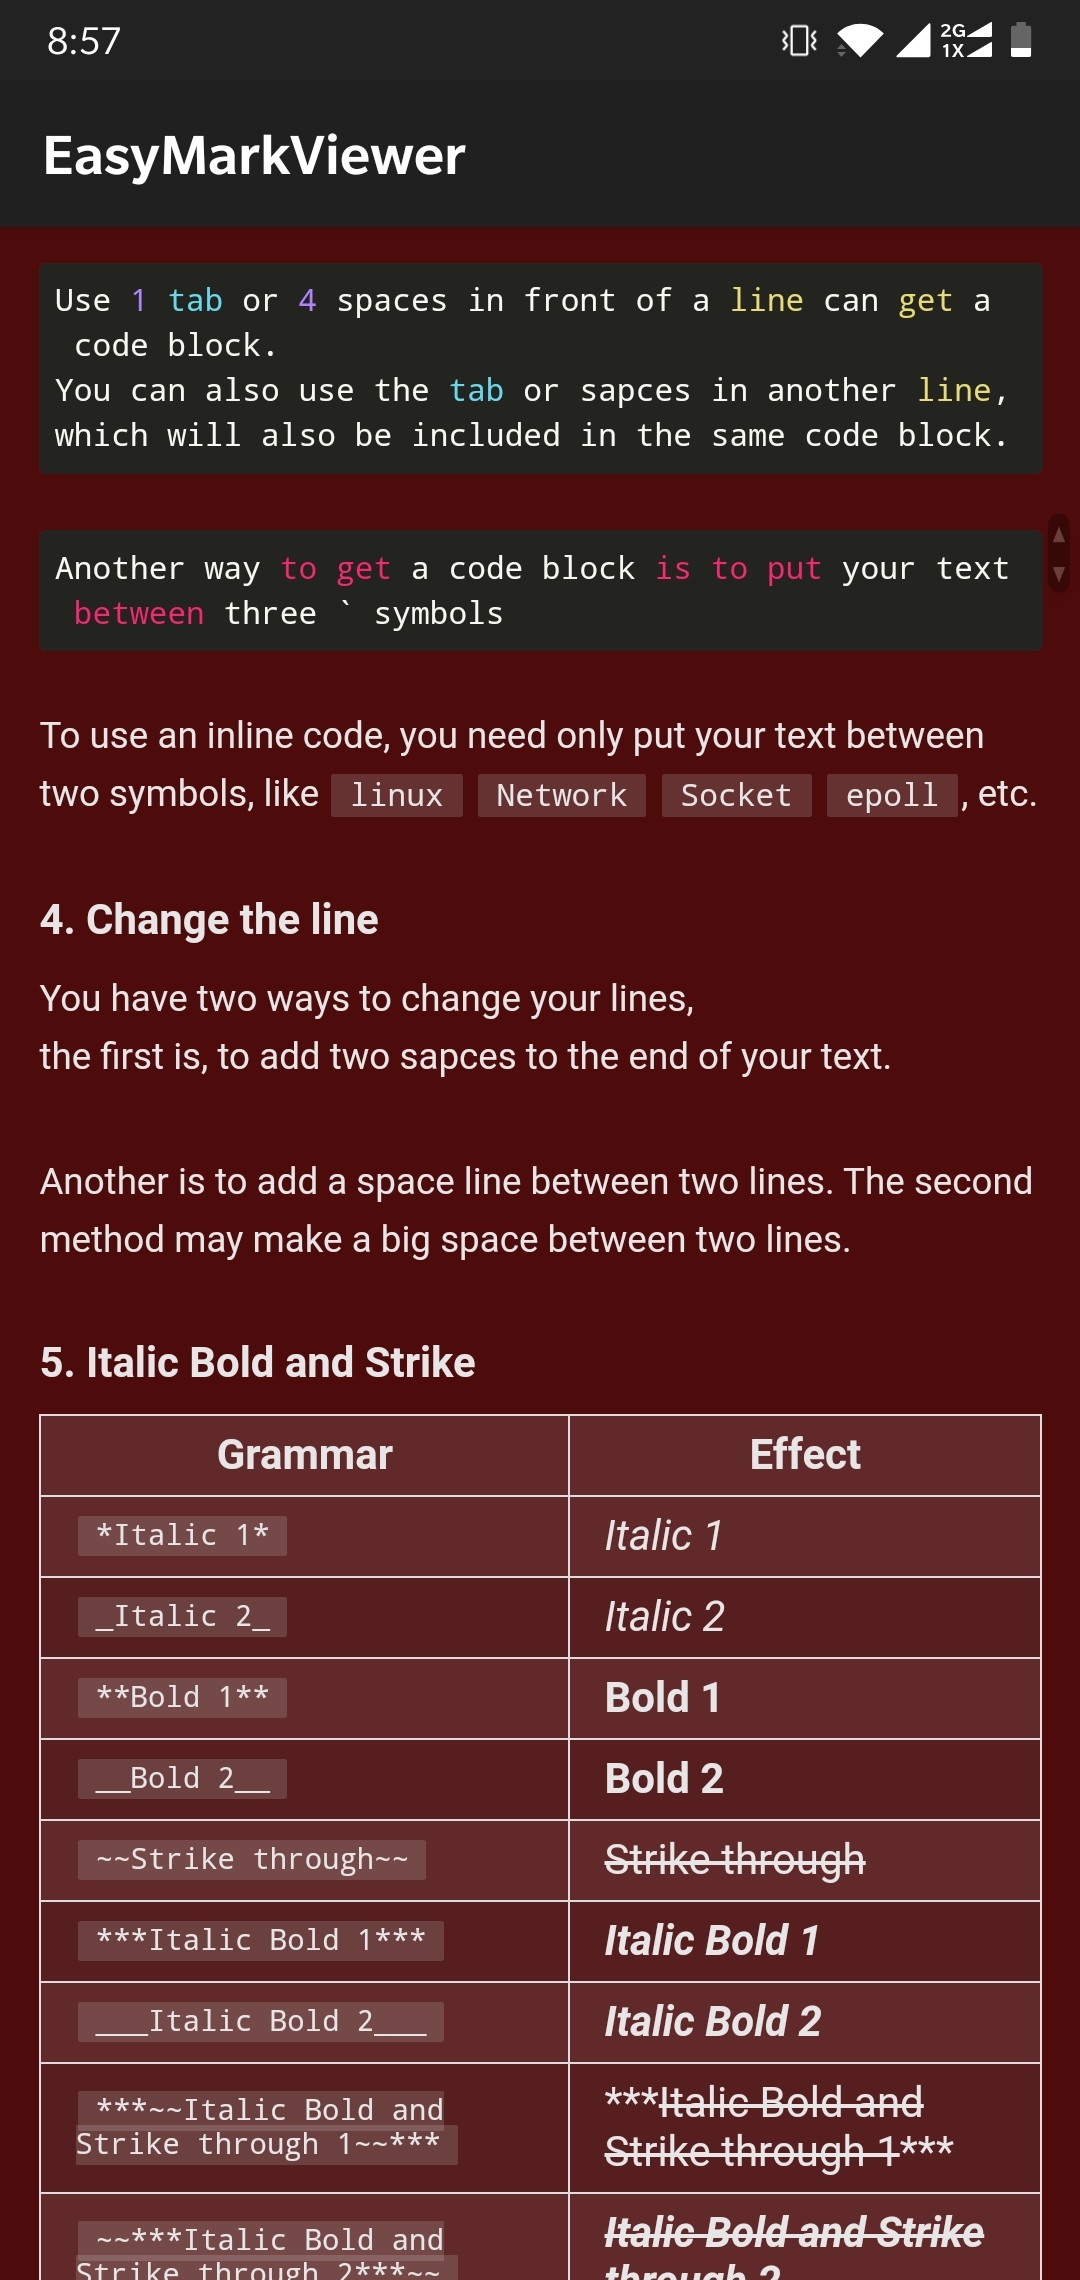 8:57
2G
1X
EasyMarkViewer
Use 1 tab or 4 spaces in front of a line can get a
code block.
You can also use the tab or sapces in another line,
which will also be included in the same code block.
Another way to get a code block is to put your text
between three ` symbols
To use an inline code, you need only put your text between
two symbols, like linux Network Socket epoll , etc.
4. Change the line
You have two ways to change your lines,
the first is, to add two sapces to the end of your text.
Another is to add a space line between two lines. The second
method may make a big space between two lines.
5. Italic Bold and Strike
Grammar Effect
*Italic 1* Italic 1
_Italic 2_ Italic 2
**Bold 1** Bold 1
__Bold 2__ Bold 2
~~Strike through~~ Strike through
***Italic Bold 1*** Italic Bold 1
___Italic Bold 2___ Italic Bold 2
***~~Italic Bold and ***Italic Bold and
Strike through 1~~*** Strike through 1***
~~***Italic Bold and Italic Bold and Strike
Strike through 2***~~ through 2